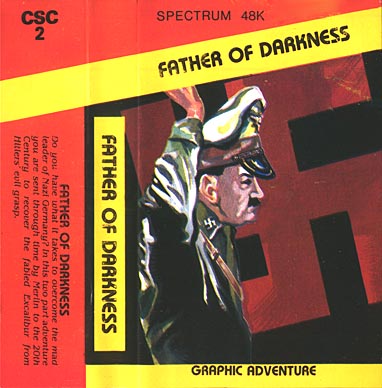 CSC
2
FATHER OF DARKNESS
Do you have what it takes to overcome the mad
leader of Nazi Germany? In this two part adventure
you are sent through time by Merlin to the 20th
Century to recover the fabled Excalibur from
Hitlers' evil grasp.
FATHER OF DARKNESS
SPECTRUM 48K
FATHER OF DARKNESS
GRAPHIC ADVENTURE